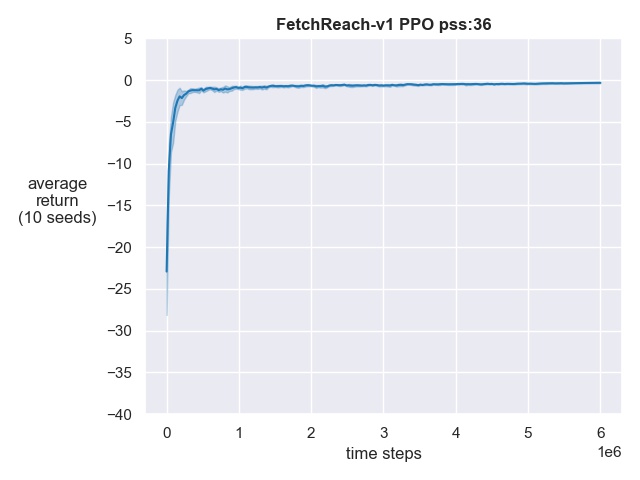 FetchReach-v1 PPO pss:36
5
0
−5
−10
−15
−20
−25
−30
−35
−40
average
return
(10 seeds)
0 1 2 3 4 5 6
1e6
time steps